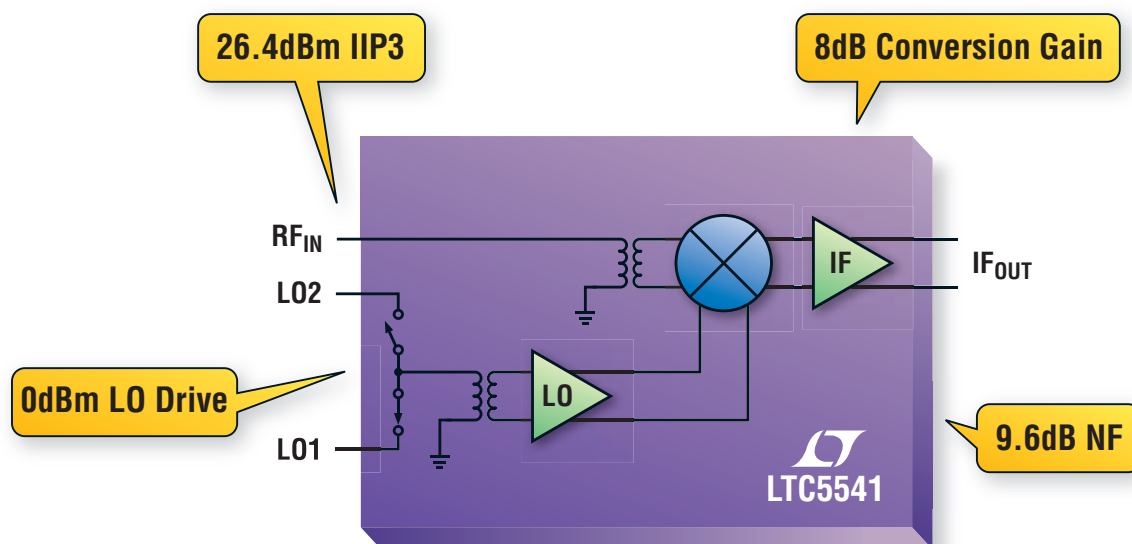 26.4dBm IIP3
8dB Conversion Gain
RFIN
LO2
IF
IFOUT
0dBm LO Drive
LO
LO1
9.6dB NF
LTC5541